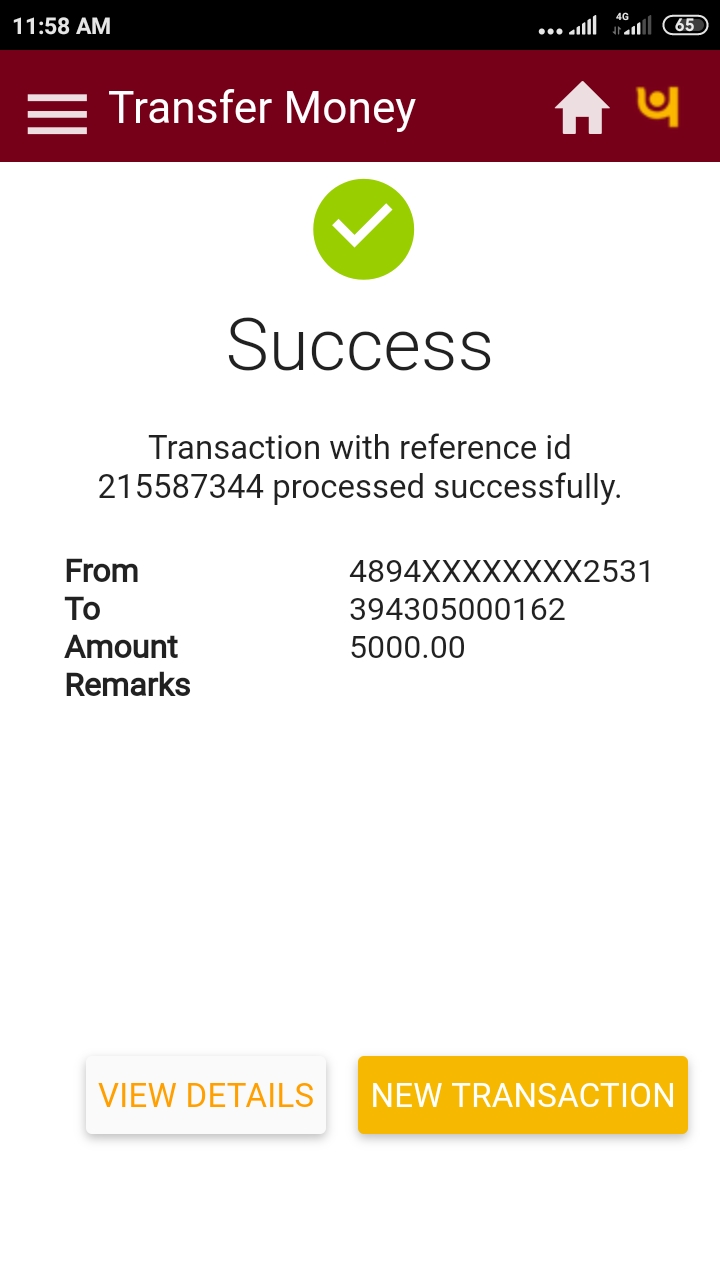 11:58 AM 4G 65
Transfer Money
Success
Transaction with reference id
215587344 processed successfully.
From 4894XXXXXXXX2531
To 394305000162
Amount 5000.00
Remarks
VIEW DETAILS NEW TRANSACTION